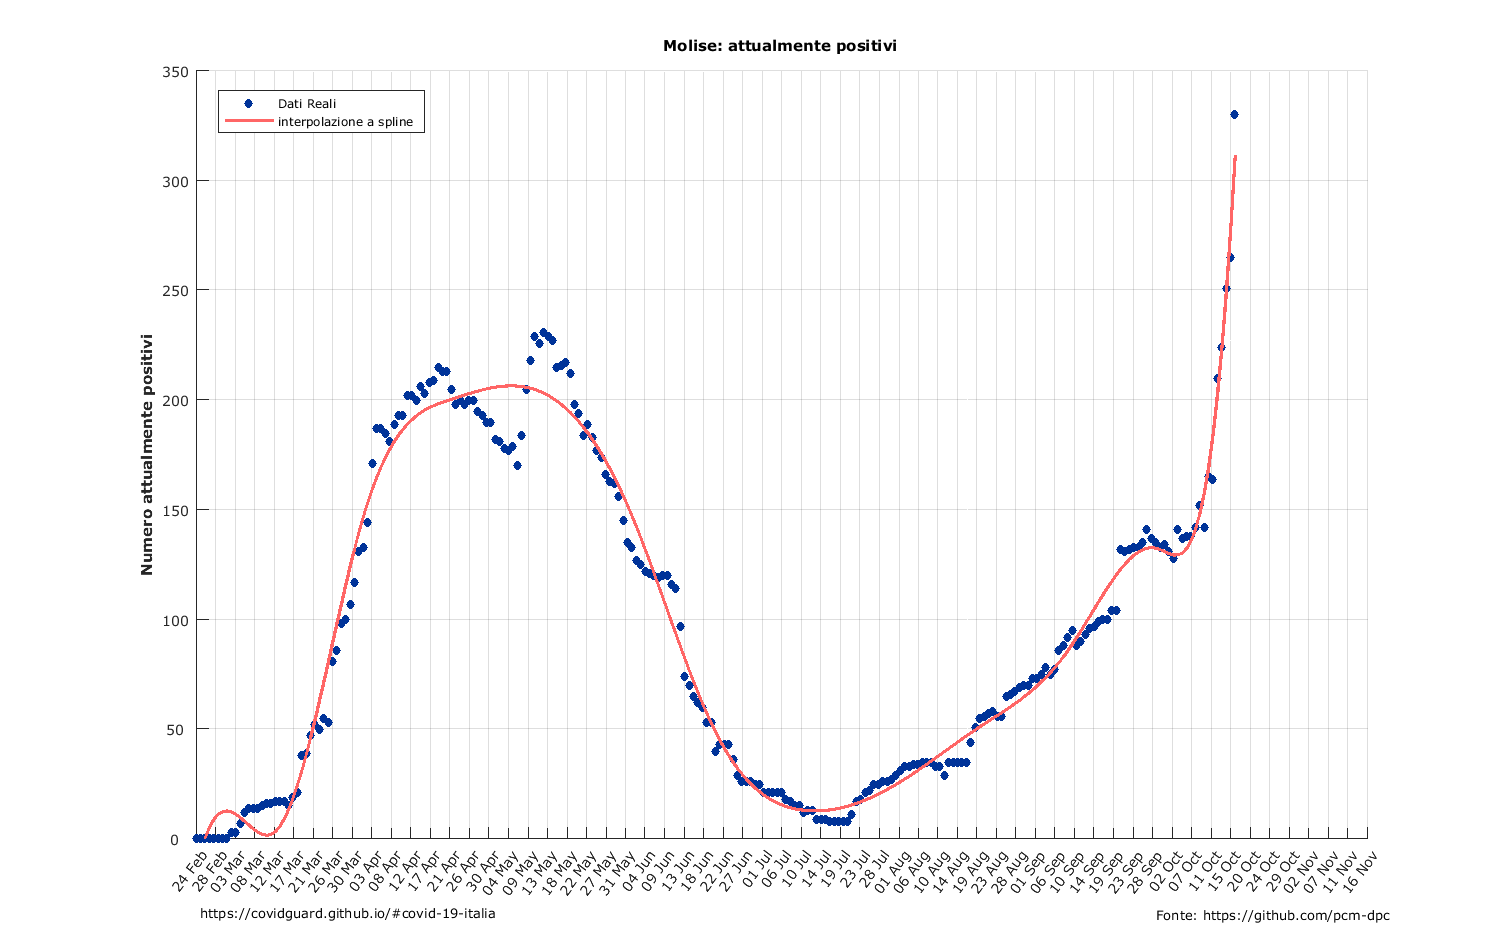 Molise: attualmente positivi
350
300
250
200
150
100
50
0
Numero attualmente positivi
Dati Reali
interpolazione a spline
24 Feb
28 Feb
03 Mar
08 Mar
12 Mar
17 Mar
21 Mar
26 Mar
30 Mar
03 Apr
08 Apr
12 Apr
17 Apr
21 Apr
26 Apr
30 Apr
04 May
09 May
13 May
18 May
22 May
27 May
31 May
04 Jun
09 Jun
13 Jun
18 Jun
22 Jun
27 Jun
01 Jul
06 Jul
10 Jul
14 Jul
19 Jul
23 Jul
28 Jul
01 Aug
06 Aug
10 Aug
14 Aug
19 Aug
23 Aug
28 Aug
01 Sep
06 Sep
10 Sep
14 Sep
19 Sep
23 Sep
28 Sep
02 Oct
07 Oct
11 Oct
15 Oct
20 Oct
24 Oct
29 Oct
02 Nov
07 Nov
11 Nov
16 Nov
https://covidguard.github.io/#covid-19-italia
Fonte: https://github.com/pcm-dpc